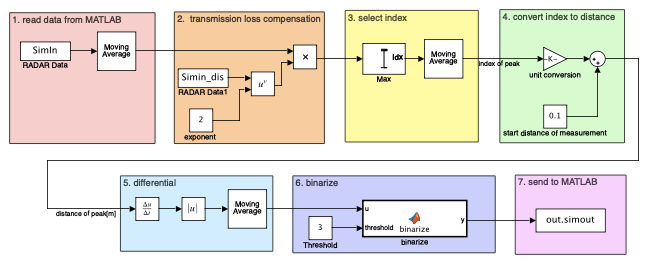 1. read data from MATLAB
SimIn
RADAR Data
Moving
Average
2. transmission loss compensation
Simin_dis
RADAR Data1
2
exponent
u^v
×
3. select index
Idx
Max
Moving
Average
index of peak
4. convert index to distance
-K-
unit conversion
+
+
0.1
start distance of measurement
distance of peak[m]
5. differential
Δu
Δt
|u|
Moving
Average
6. binarize
3
Threshold
u
threshold
binarize
y
binarize
7. send to MATLAB
out.simout